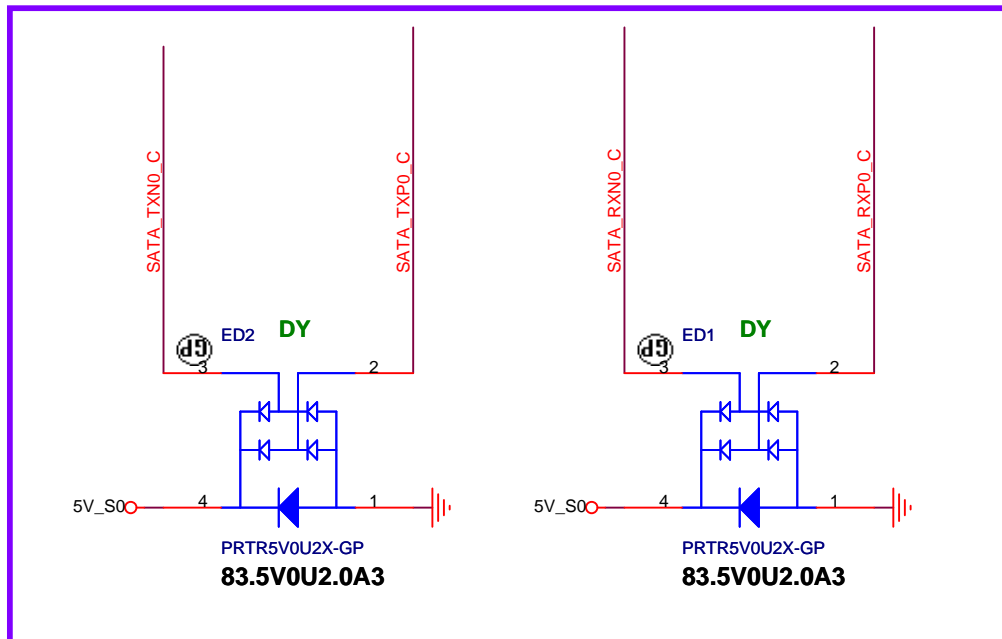 SATA_TXN0_C
SATA_TXP0_C
SATA_RXN0_C
SATA_RXP0_C
GP
ED2
DY
3
2
5V_S0
4
1
PRTR5V0U2X-GP
83.5V0U2.0A3
GP
ED1
DY
3
2
5V_S0
4
1
PRTR5V0U2X-GP
83.5V0U2.0A3